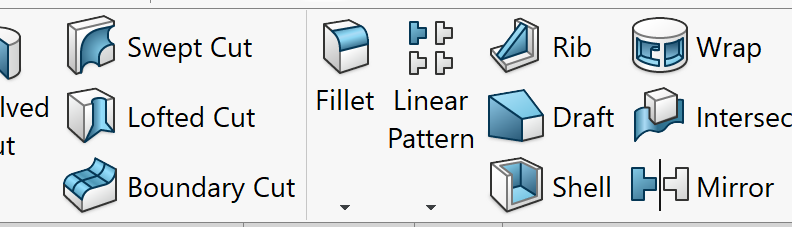 lved
ut
Swept Cut
Lofted Cut
Boundary Cut
Fillet
Linear
Pattern
Rib
Draft
Shell
Wrap
Intersec
Mirror